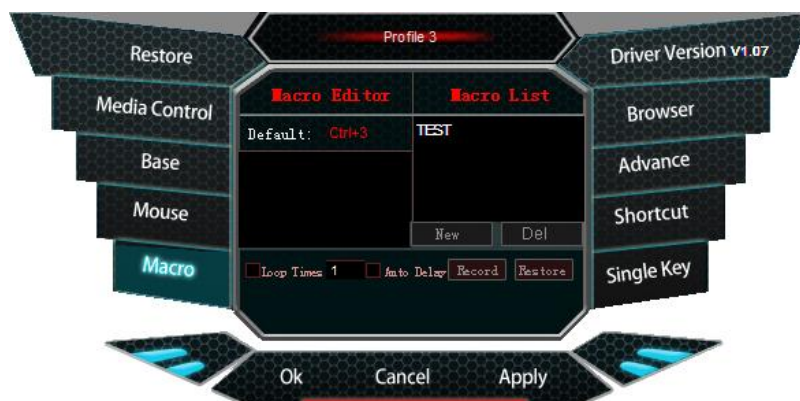 Profile 3
Restore
Driver Version V1.07
Media Control
Macro Editor
Macro List
Browser
Default: Ctrl+3
TEST
Base
Advance
Mouse
Shortcut
New
Del
Macro
Loop Times 1
Auto Delay
Record
Restore
Single Key
Ok
Cancel
Apply